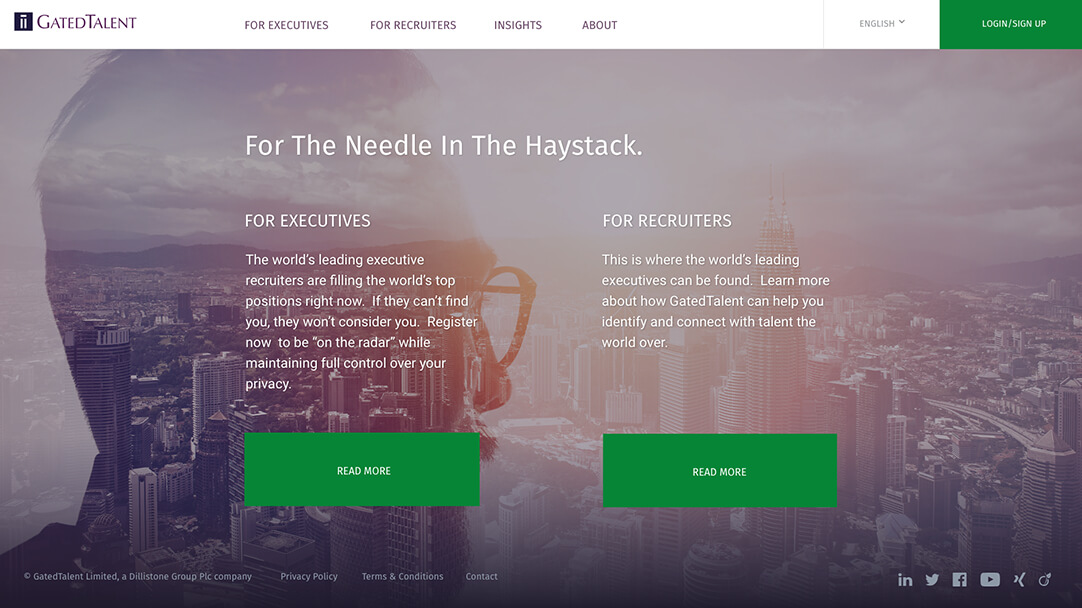 GATEDTALENT
FOR EXECUTIVES
FOR RECRUITERS
INSIGHTS
ABOUT
ENGLISH
LOGIN/SIGN UP
For The Needle In The Haystack.
FOR EXECUTIVES
The world’s leading executive
recruiters are filling the world’s top
positions right now.  If they can’t find
you, they won’t consider you.  Register
now  to be “on the radar” while
maintaining full control over your
privacy.
READ MORE
FOR RECRUITERS
This is where the world’s leading
executives can be found.  Learn more
about how GatedTalent can help you
identify and connect with talent the
world over.
READ MORE
© GatedTalent Limited, a Dillistone Group Plc company
Privacy Policy
Terms & Conditions
Contact